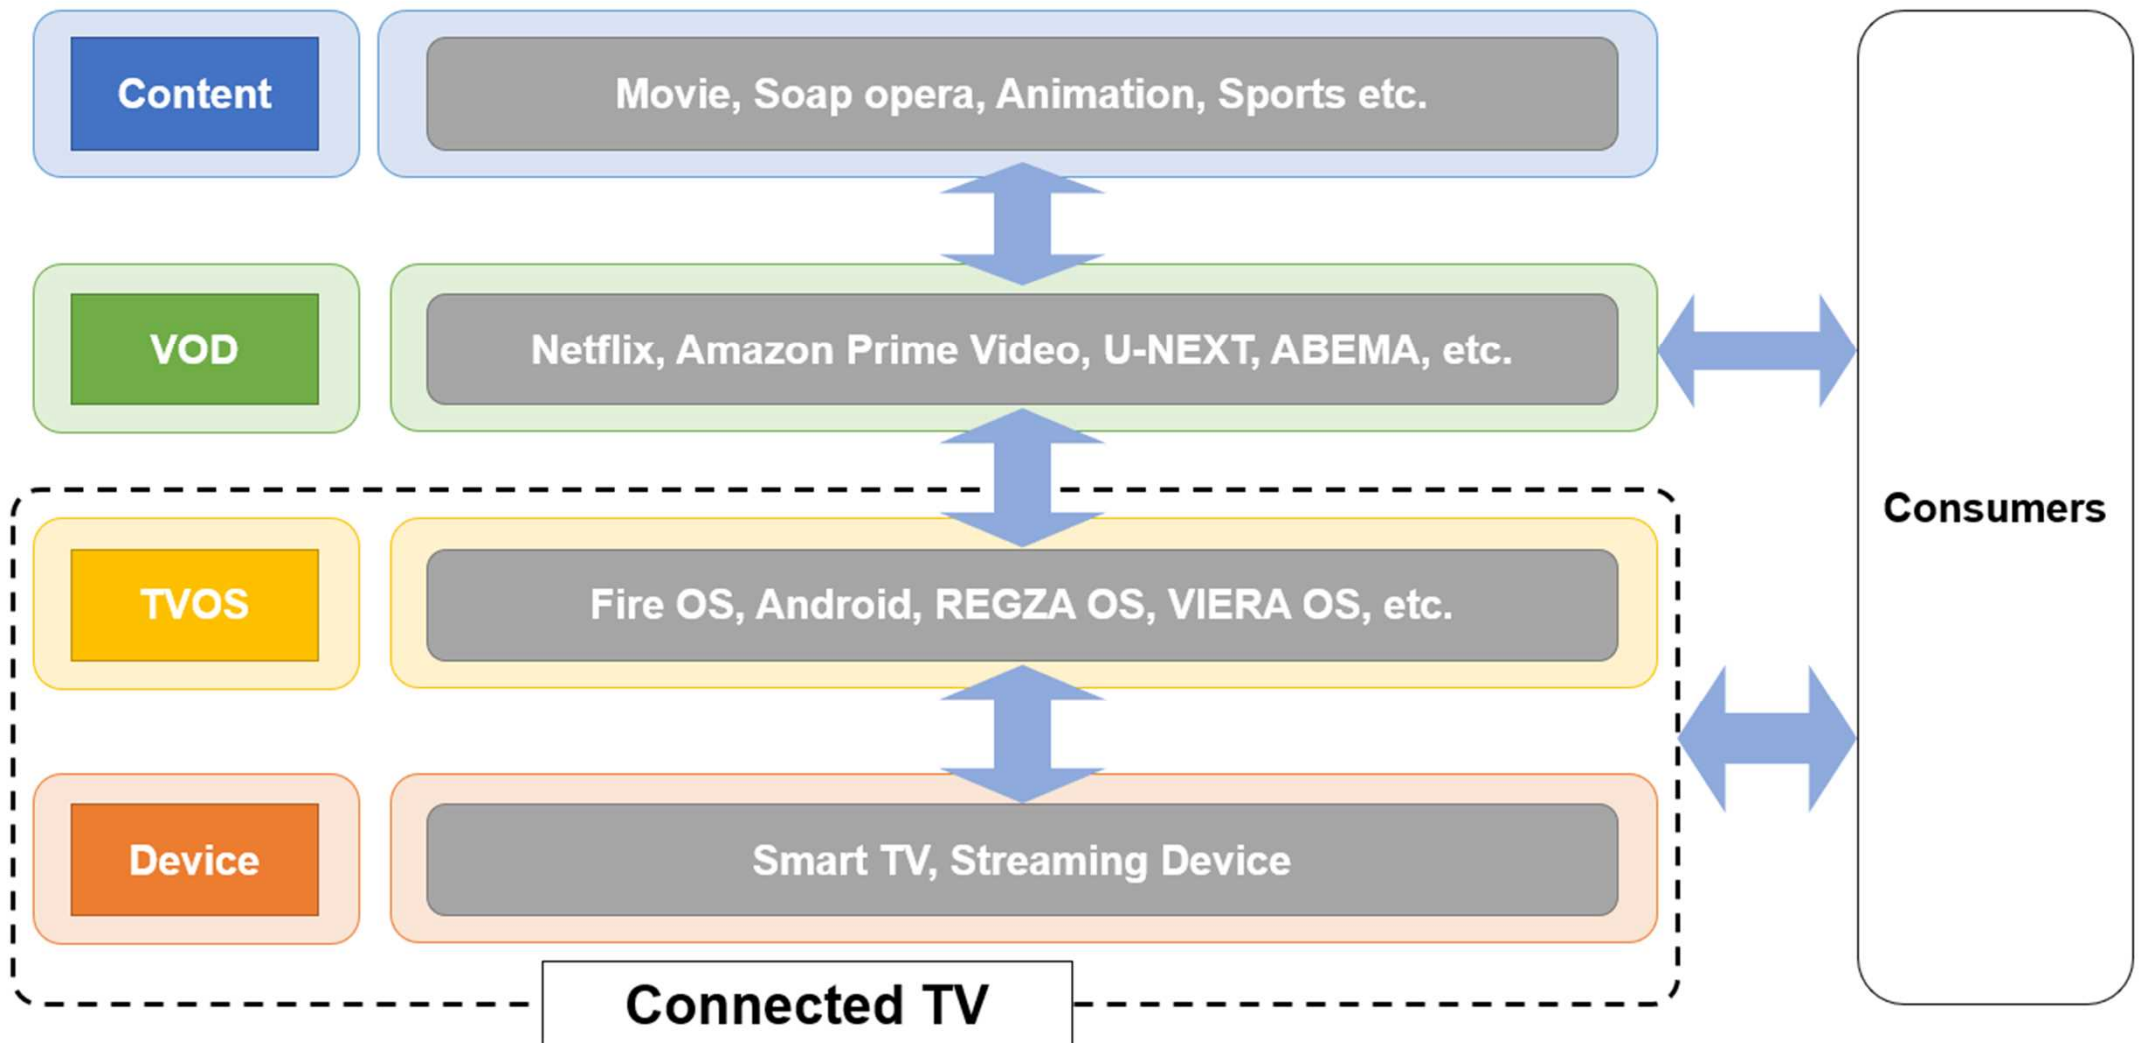 Content
Movie, Soap opera, Animation, Sports etc.
VOD
Netflix, Amazon Prime Video, U-NEXT, ABEMA, etc.
Consumers
TVOS
Fire OS, Android, REGZA OS, VIERA OS, etc.
Device
Smart TV, Streaming Device
Connected TV